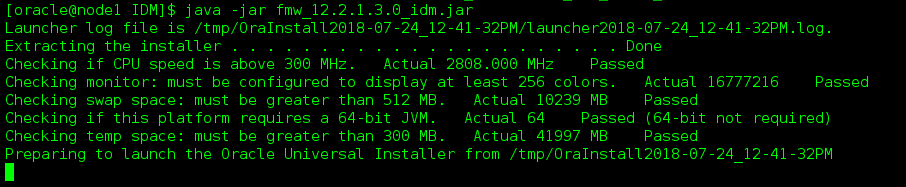 [oracle@node1 IDM]$ java -jar fmw_12.2.1.3.0_idm.jar
Launcher log file is /tmp/OraInstall2018-07-24_12-41-32PM/launcher2018-07-24_12-41-32PM.log.
Extracting the installer . . . . . . . . . . . . . . . . . . . . . . . . . Done
Checking if CPU speed is above 300 MHz.   Actual 2808.000 MHz    Passed
Checking monitor: must be configured to display at least 256 colors.   Actual 16777216    Passed
Checking swap space: must be greater than 512 MB.   Actual 10239 MB    Passed
Checking if this platform requires a 64-bit JVM.   Actual 64    Passed (64-bit not required)
Checking temp space: must be greater than 300 MB.   Actual 41997 MB    Passed
Preparing to launch the Oracle Universal Installer from /tmp/OraInstall2018-07-24_12-41-32PM